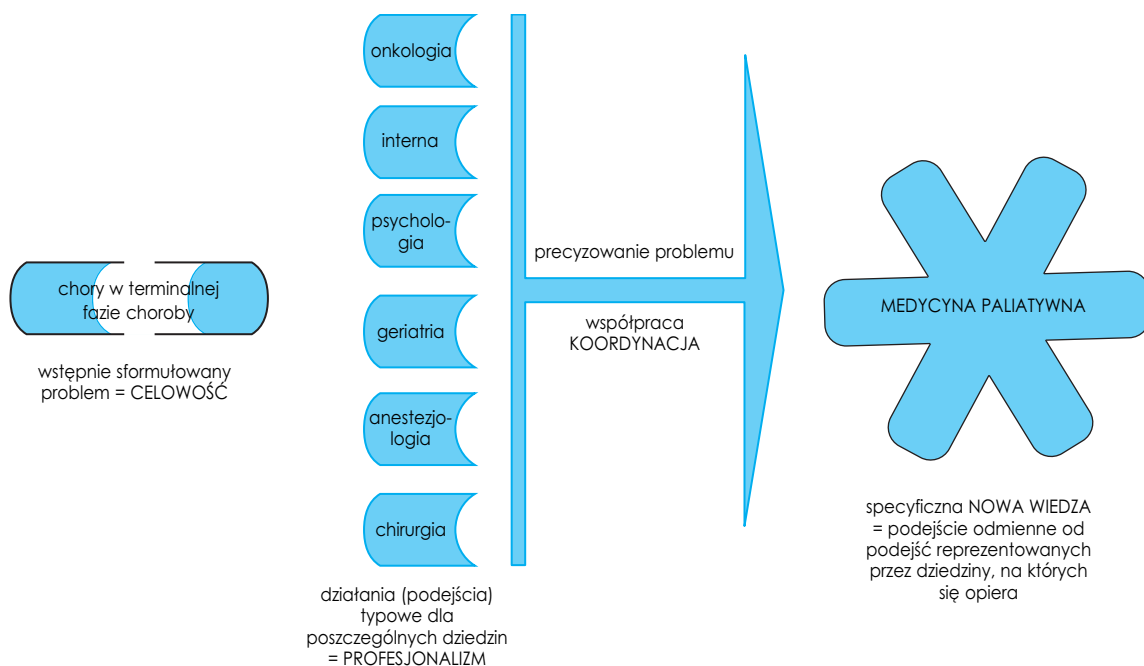 chory w terminalnej
fazie choroby
wstępnie sformułowany
problem = CELOWOŚĆ
onkologia
interna
psycholo-
gia
geriatria
anestezjo-
logia
chirurgia
działania (podejścia)
typowe dla
poszczególnych dziedzin
= PROFESJONALIZM
precyzowanie problemu
współpraca
KOORDYNACJA
MEDYCYNA PALIATYWNA
specyficzna NOWA WIEDZA
= podejście odmienne od
podejść reprezentowanych
przez dziedziny, na których
się opiera